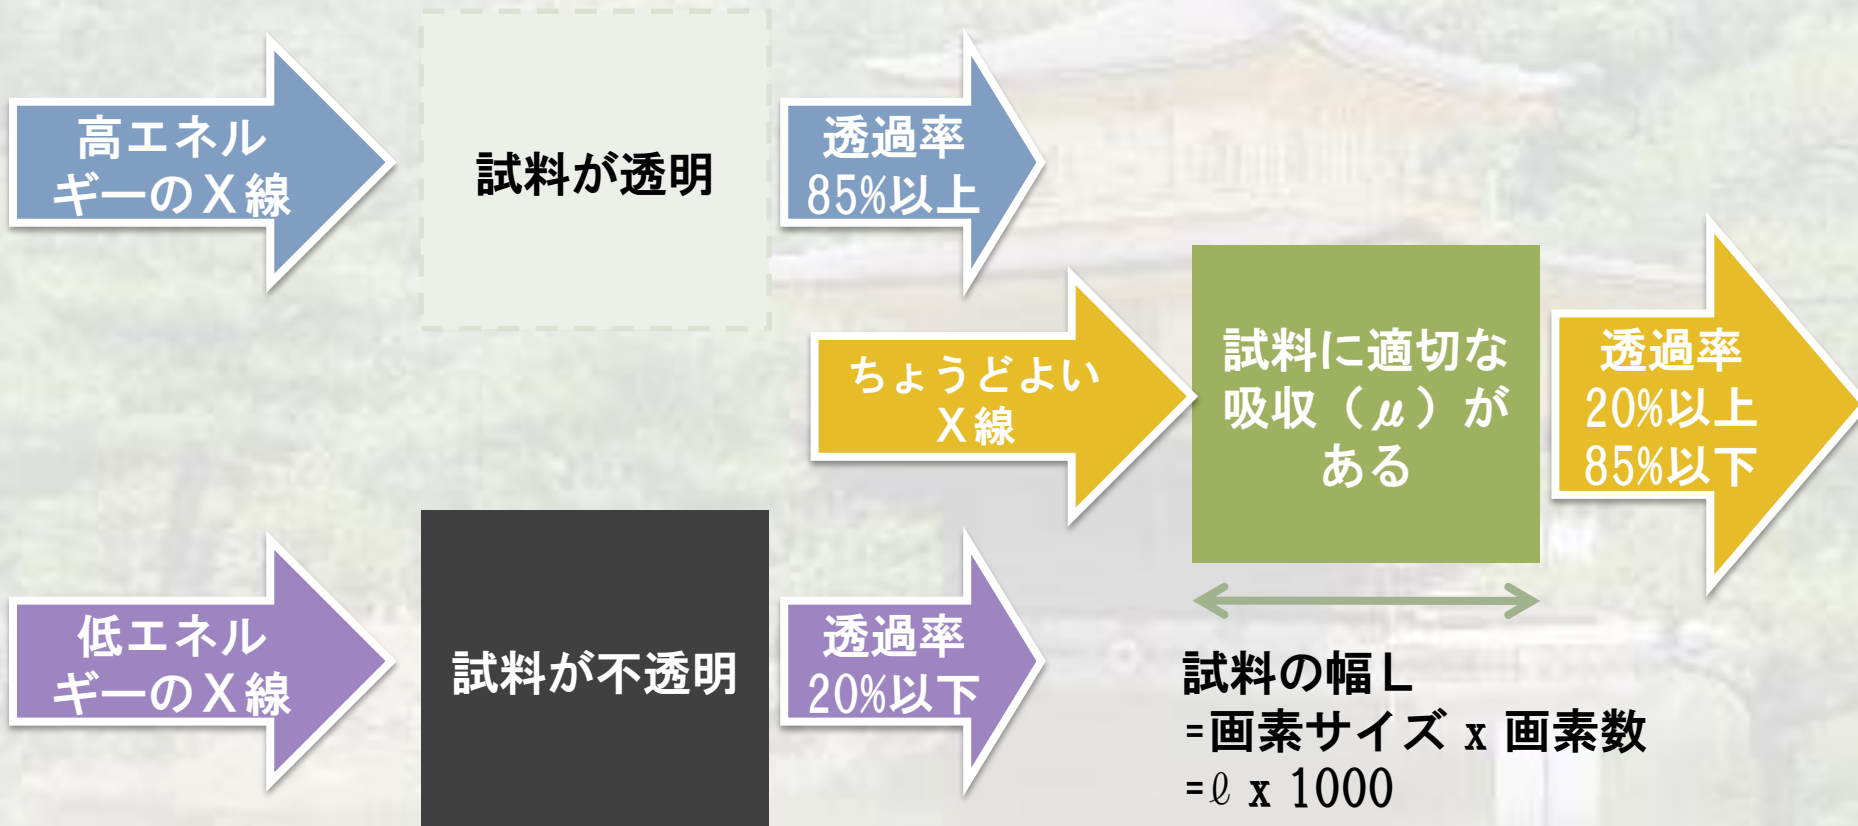 高エネル
ギーのX線
試料が透明
透過率
85%以上
ちょうどよい
X線
試料に適切な
吸収（μ）が
ある
透過率
20%以上
85%以下
低エネル
ギーのX線
試料が不透明
透過率
20%以下
試料の幅L
=画素サイズ x 画素数
=ℓ x 1000